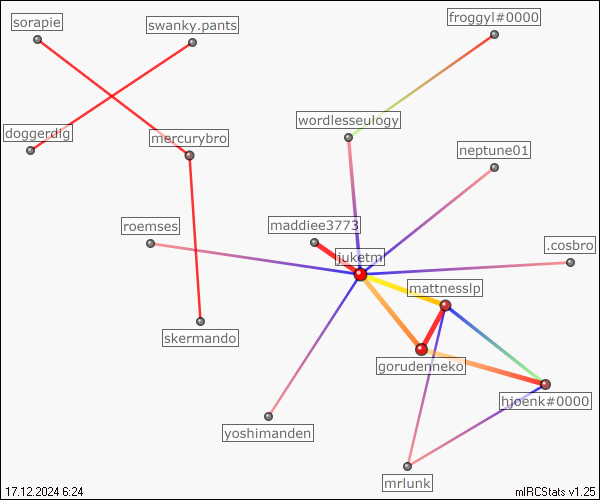 sorapie
swanky.pants
froggyl#0000
doggerdig
mercurybro
wordlesseulogy
neptune01
roemses
maddiee3773
juketm
.cosbro
mattnesslp
skermando
gorudenneko
hjoenk#0000
yoshimanden
mrlunk
17.12.2024 6:24
mIRCStats v1.25